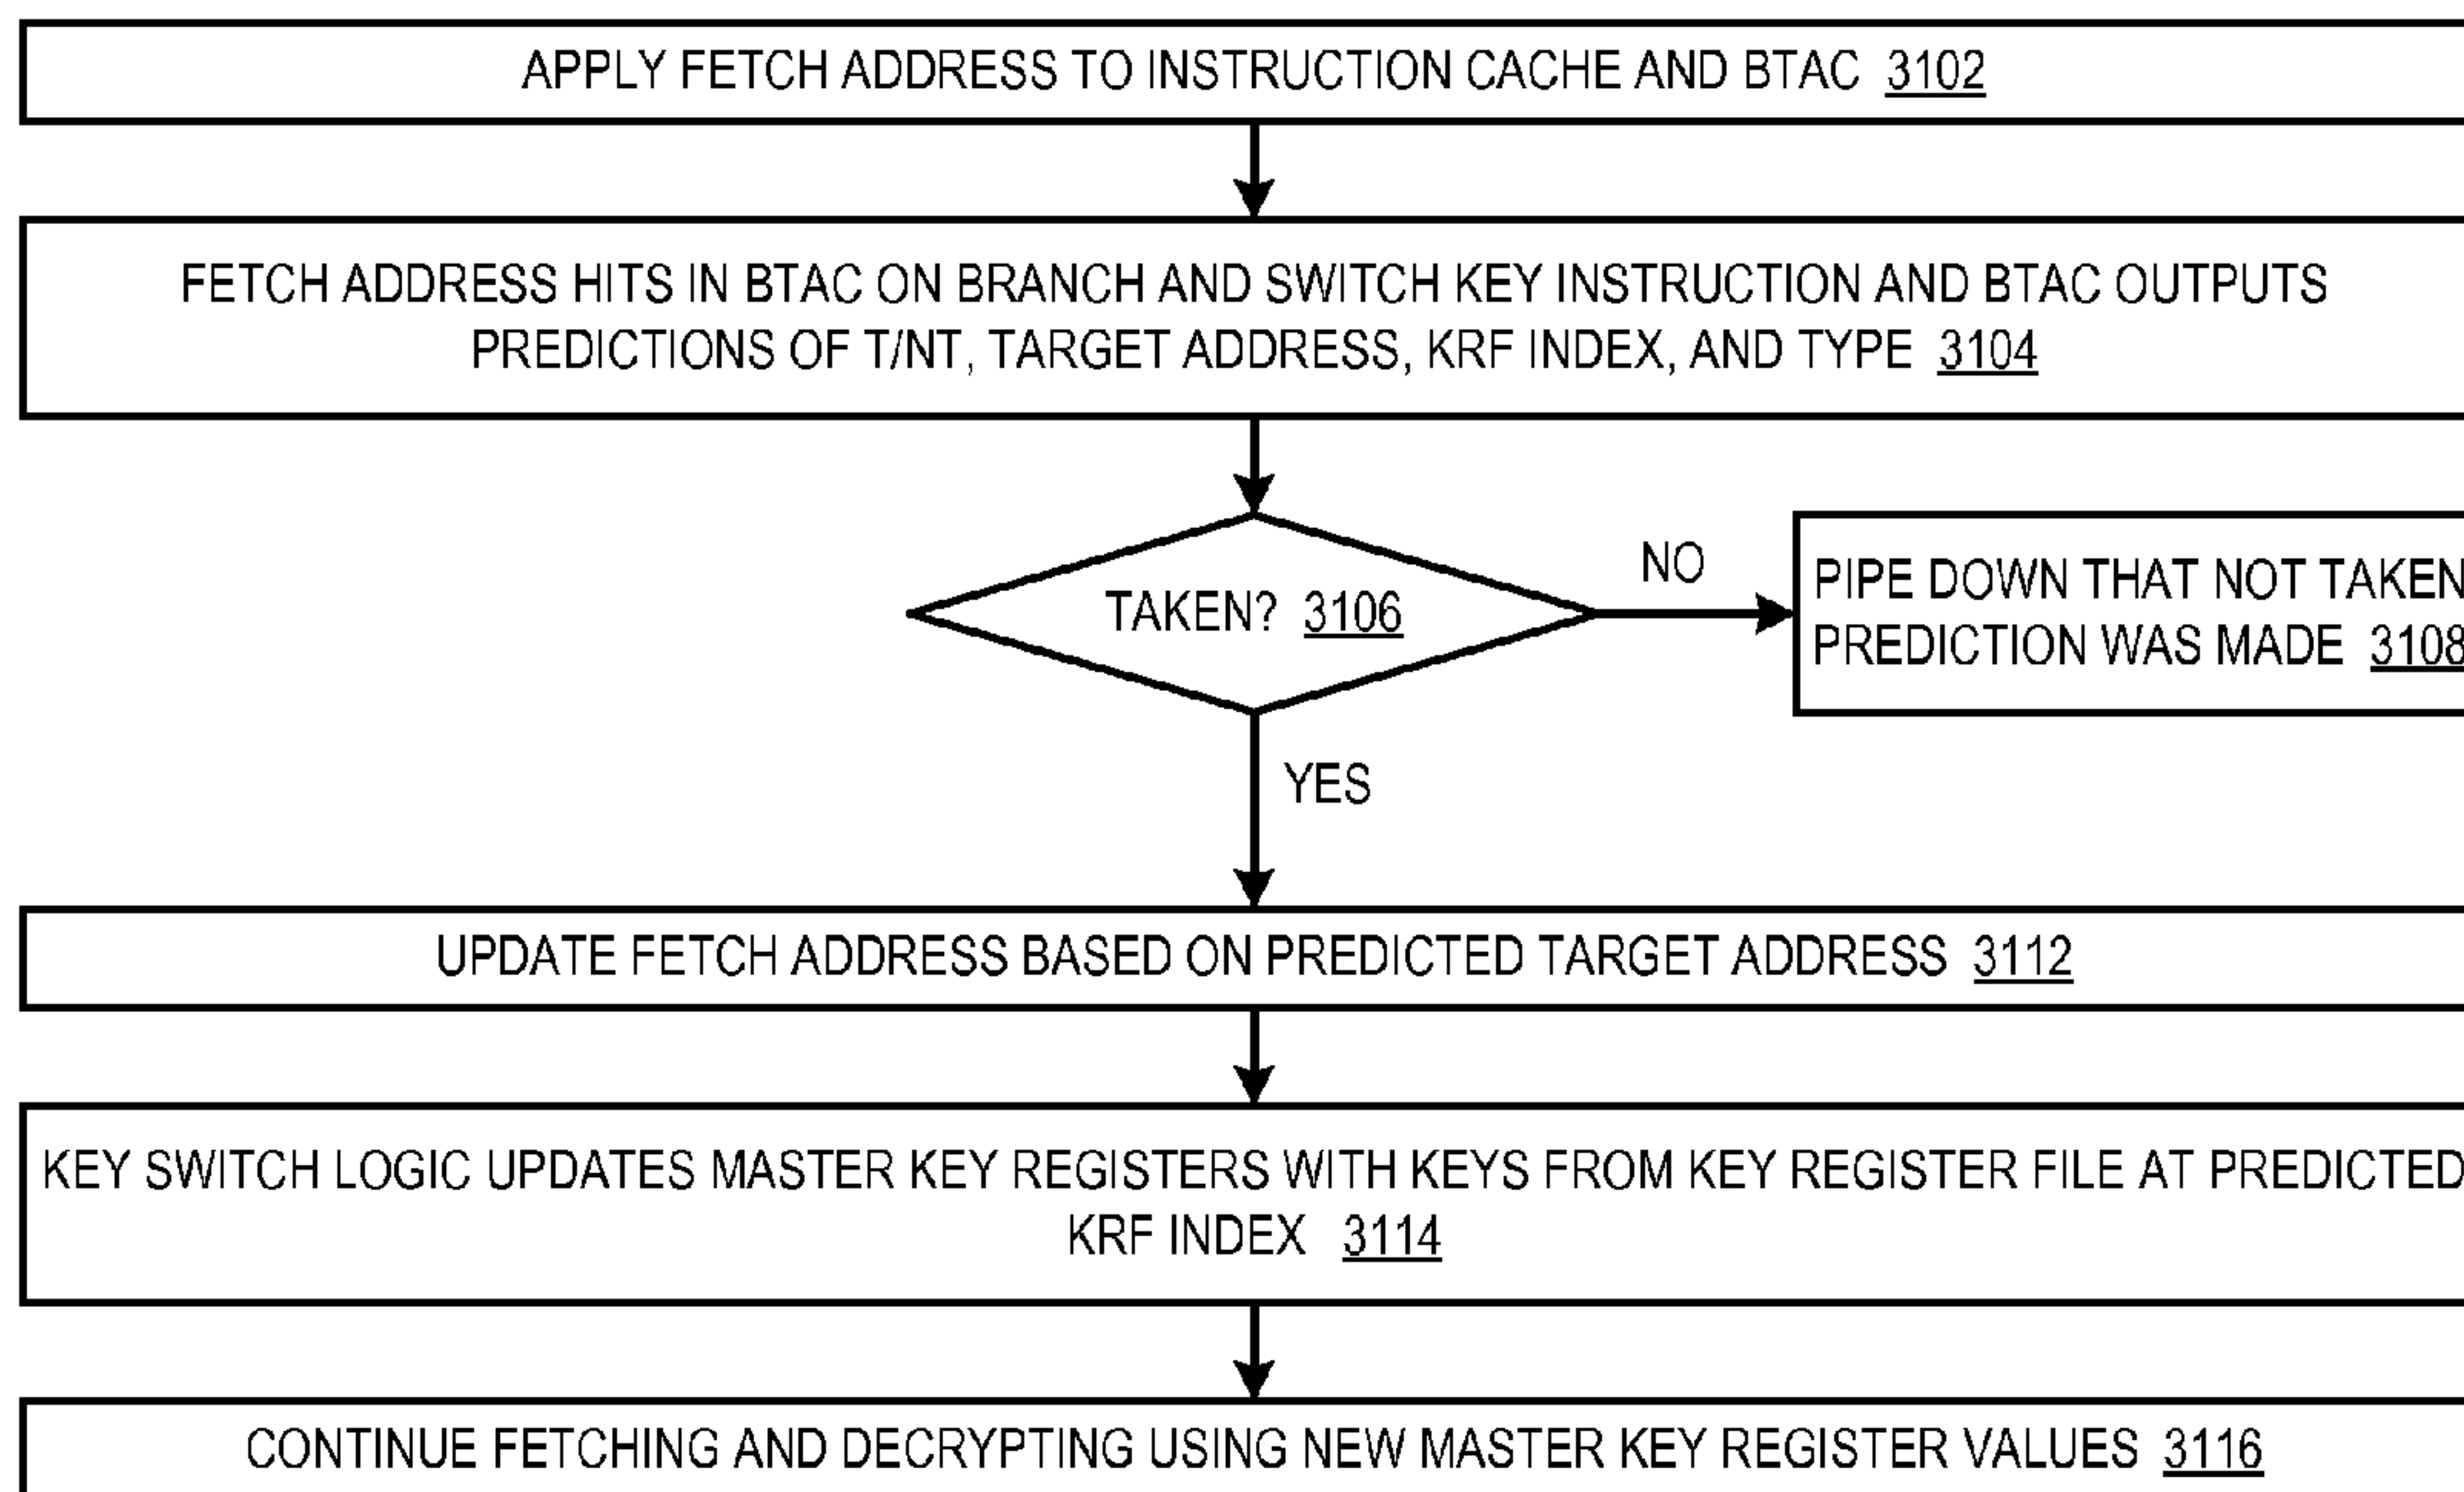 APPLY FETCH ADDRESS TO INSTRUCTION CACHE AND BTAC 3102
FETCH ADDRESS HITS IN BTAC ON BRANCH AND SWITCH KEY INSTRUCTION AND BTAC OUTPUTS
PREDICTIONS OF T/NT, TARGET ADDRESS, KRF INDEX, AND TYPE 3104
TAKEN? 3106
NO
PIPE DOWN THAT NOT TAKEN
PREDICTION WAS MADE 3108
YES
UPDATE FETCH ADDRESS BASED ON PREDICTED TARGET ADDRESS 3112
KEY SWITCH LOGIC UPDATES MASTER KEY REGISTERS WITH KEYS FROM KEY REGISTER FILE AT PREDICTED
KRF INDEX 3114
CONTINUE FETCHING AND DECRYPTING USING NEW MASTER KEY REGISTER VALUES 3116